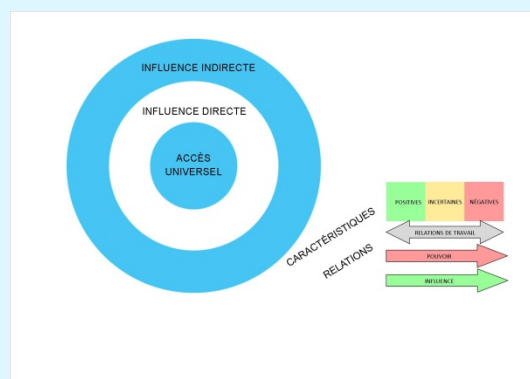 INFLUENCE INDIRECTE
INFLUENCE DIRECTE
ACCÈS
UNIVERSEL
CARACTÉRISTIQUES
RELATIONS
POSITIVES
INCERTAINES
NÉGATIVES
RELATIONS DE TRAVAIL
POUVOIR
INFLUENCE